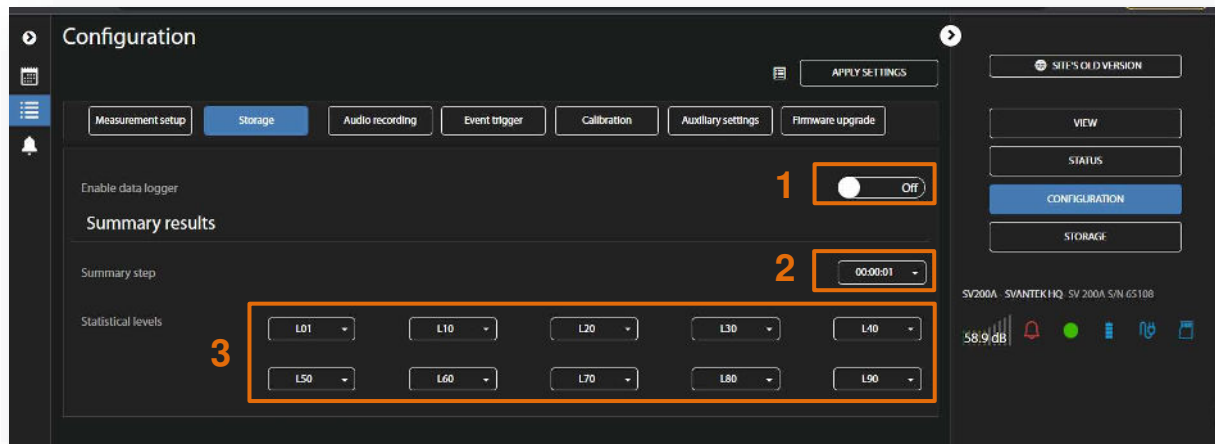 Configuration
APPLY SETTINGS
SITE'S OLD VERSION
Measurement setup Storage Audio recording Event trigger Calibration Auxiliary settings Firmware upgrade
VIEW
STATUS
CONFIGURATION
STORAGE
Enable data logger 1 Off
Summary results
Summary step 2 00:00:01
Statistical levels 3
L01 L10 L20 L30 L40
L50 L60 L70 L80 L90
SV200A SVANTEK HQ SV 200A S/N 65108
58.9 dB